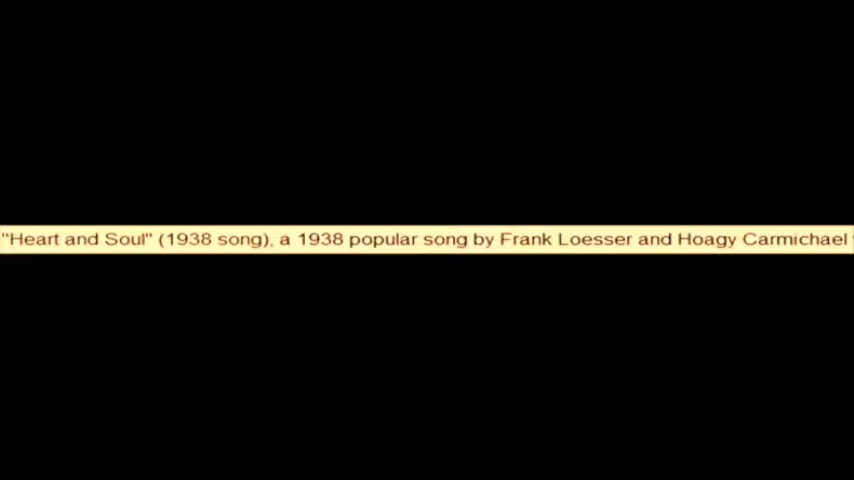 "Heart and Soul" (1938 song), a 1938 popular song by Frank Loesser and Hoagy Carmichael